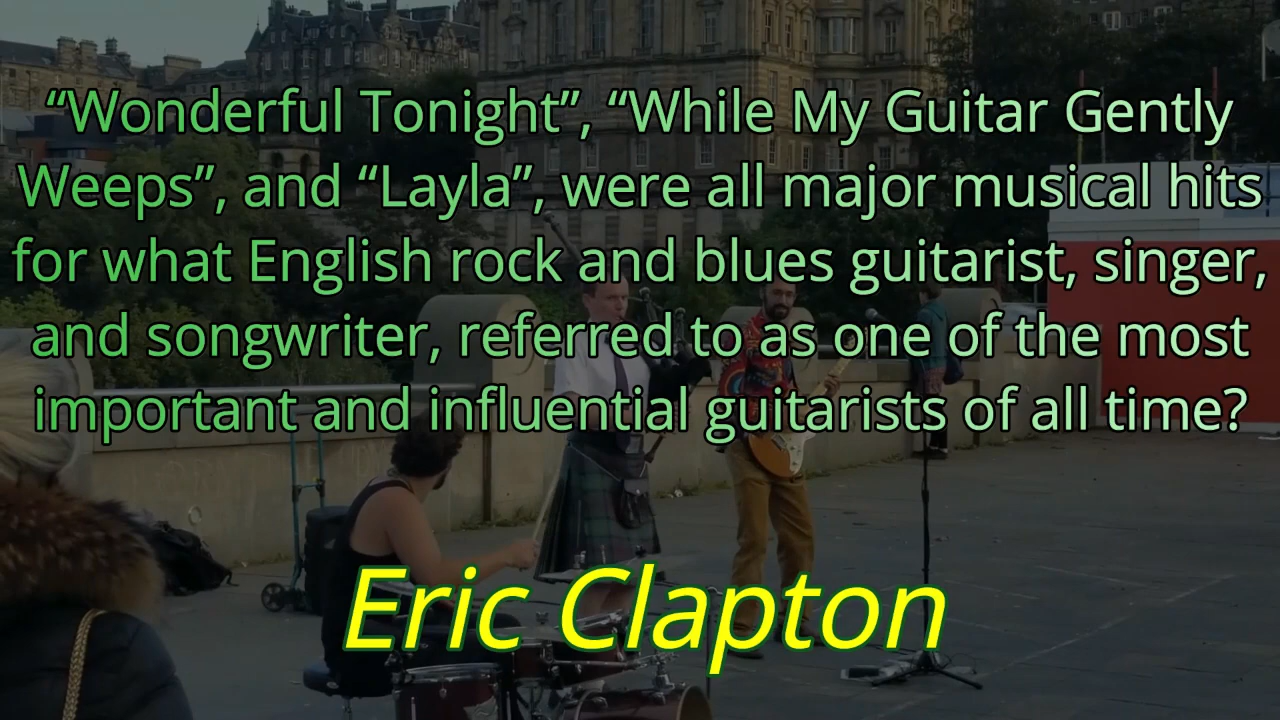 “Wonderful Tonight”, “While My Guitar Gently
Weeps”, and “Layla”, were all major musical hits
for what English rock and blues guitarist, singer,
and songwriter, referred to as one of the most
important and influential guitarists of all time?
Eric Clapton